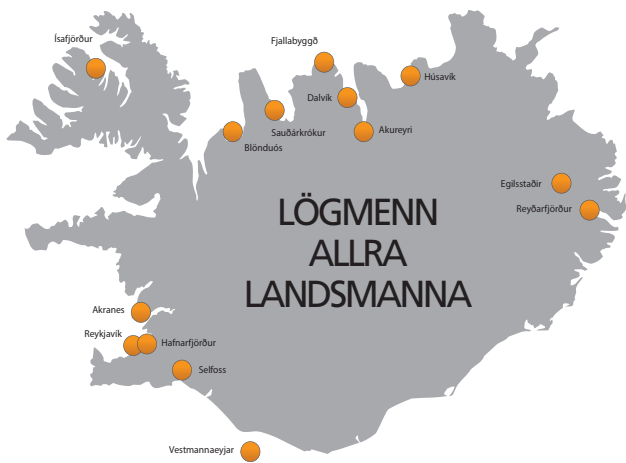 Ísafjörður
Fjallabyggð
Húsavík
Dalvík
Sauðárkrókur
Akureyri
Blönduós
Egilsstaðir
Reyðarfjörður
LÖGMENN
ALLRA
LANDSMANNA
Akranes
Reykjavík
Hafnarfjörður
Selfoss
Vestmannaeyjar